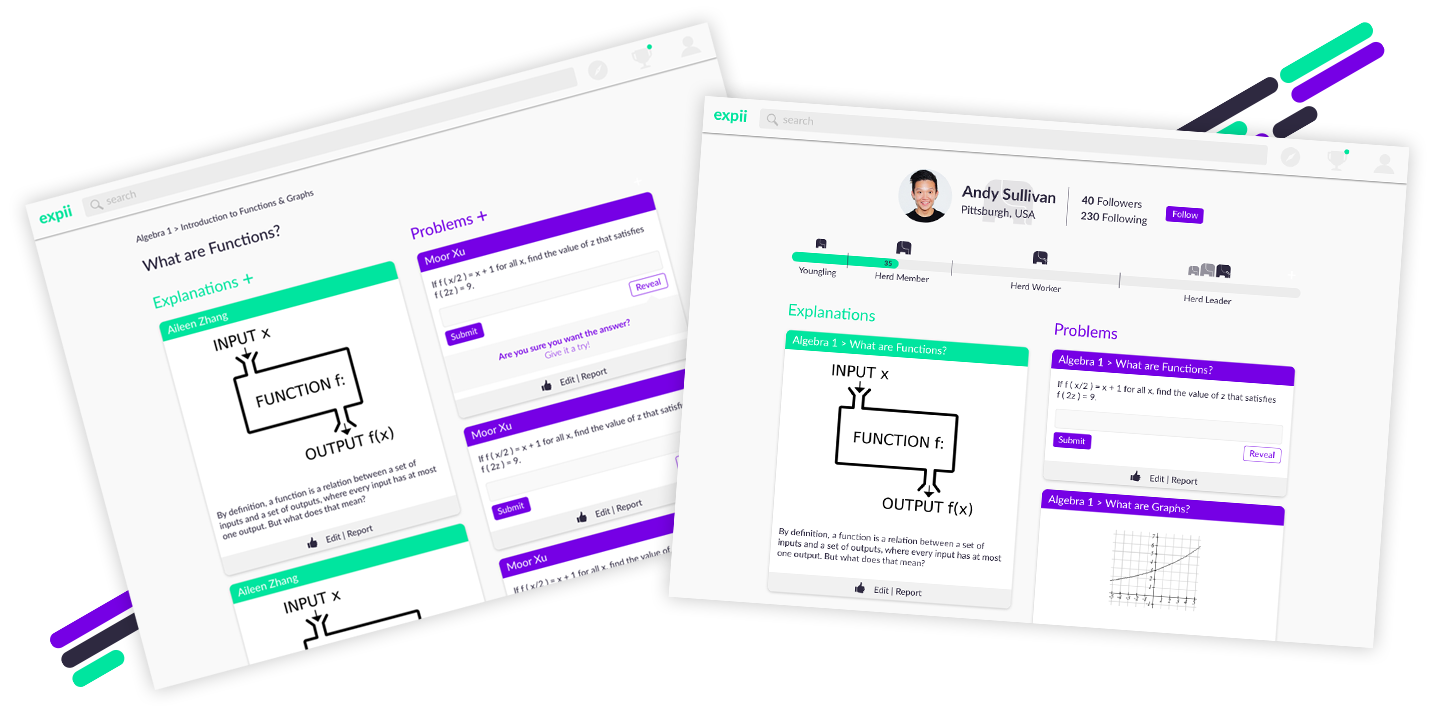 expii
search
Algebra 1 > Introduction to Functions & Graphs
What are Functions?
Explanations +
Aileen Zhang
INPUT x
FUNCTION f:
OUTPUT f(x)
By definition, a function is a relation between a set of
inputs and a set of outputs, where every input has at most
one output. But what does that mean?
Edit | Report
Aileen Zhang
INPUT x
Problems +
Moor Xu
If f ( x/2 ) = x + 1 for all x, find the value of z that satisfies
f ( 2z ) = 9.
Reveal
Submit
Are you sure you want the answer?
Give it a try!
Edit | Report
Moor Xu
If f ( x/2 ) = x + 1 for all x, find the value of z that satisfies
f ( 2z ) = 9.
Submit
Edit | Report
Moor Xu
If f ( x/2 ) = x + 1 for all x, find the value of z that
expii
search
Andy Sullivan
Pittsburgh, USA
40 Followers
230 Following
Follow
35
Youngling
Herd Member
Herd Worker
Herd Leader
Explanations
Algebra 1 > What are Functions?
INPUT x
FUNCTION f:
OUTPUT f(x)
By definition, a function is a relation between a set of
inputs and a set of outputs, where every input has at most
one output. But what does that mean?
Edit | Report
Problems
Algebra 1 > What are Functions?
If f ( x/2 ) = x + 1 for all x, find the value of z that satisfies
f ( 2z ) = 9.
Submit
Reveal
Edit | Report
Algebra 1 > What are Graphs?